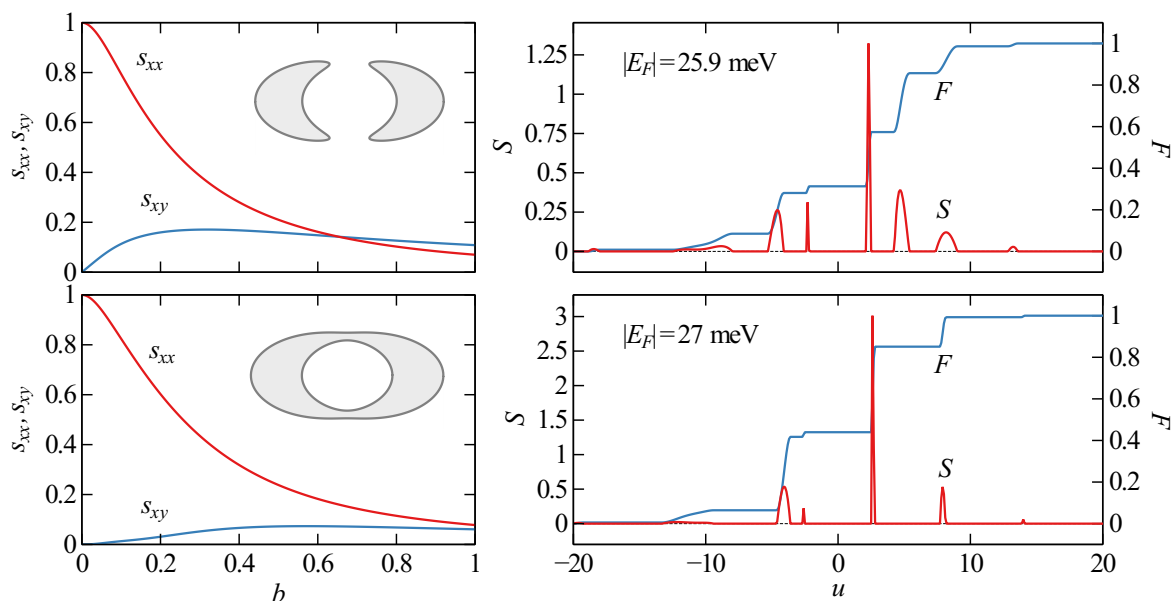 1
0.8
0.6
0.4
0.2
0
s_xx, s_xy
s_xx
s_xy
1.25
1
0.75
0.5
0.25
0
S
|E_F| = 25.9 meV
F
S
1
0.8
0.6
0.4
0.2
0
F
1
0.8
0.6
0.4
0.2
0
s_xx, s_xy
s_xx
s_xy
0 0.2 0.4 0.6 0.8 1
b
3
2.5
2
1.5
1
0.5
0
S
|E_F| = 27 meV
F
S
1
0.8
0.6
0.4
0.2
0
F
−20 −10 0 10 20
u